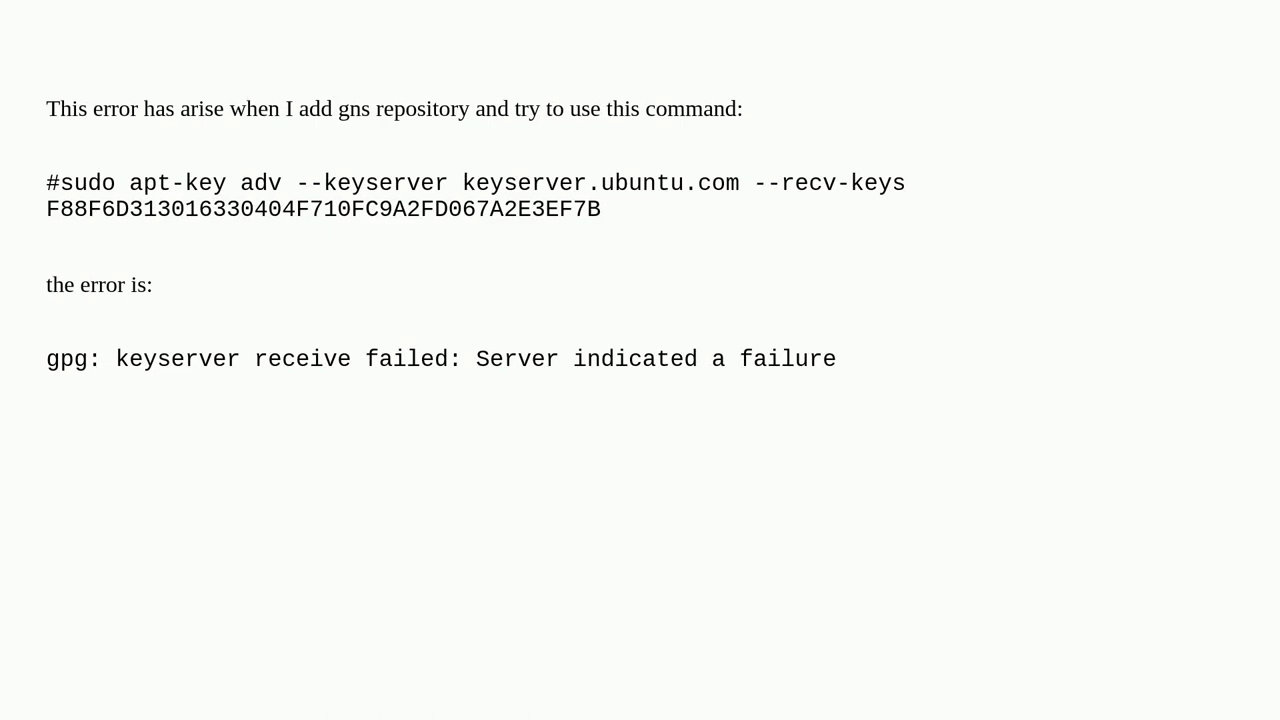 This error has arise when I add gns repository and try to use this command:
#sudo apt-key adv --keyserver keyserver.ubuntu.com --recv-keys
F88F6D313016330404F710FC9A2FD067A2E3EF7B
the error is:
gpg: keyserver receive failed: Server indicated a failure